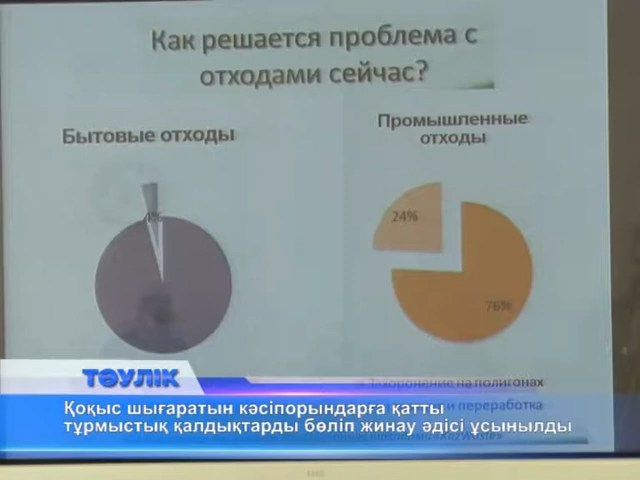 Как решается проблема с
отходами сейчас?
Бытовые отходы
Промышленные
отходы
4%
24%
76%
Захоронение на полигонах
переработка
ТӘУЛІК
Қоқыс шығаратын кәсіпорындарға қатты
тұрмыстық қалдықтарды бөліп жинау әдісі ұсынылды